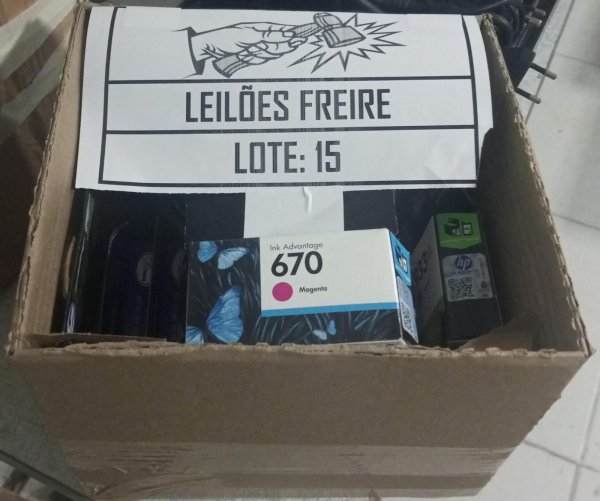 LEILÕES FREIRE
LOTE: 15
Ink Advantage
670
Magenta
hp